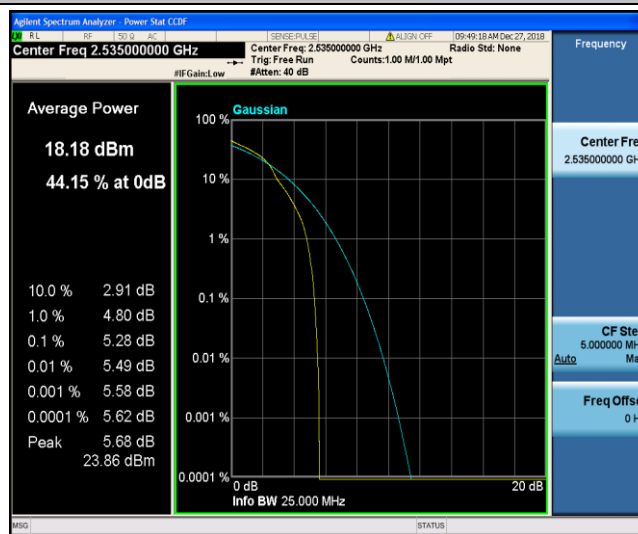 Agilent Spectrum Analyzer - Power Stat CCDF
RL RF 50 Ω AC SENSE:PULSE ALIGN OFF 09:49:18 AM Dec 27, 2018
Center Freq 2.535000000 GHz
Center Freq: 2.535000000 GHz Radio Std: None
Trig: Free Run Counts:1.00 M/1.00 Mpt
#IFGain:Low #Atten: 40 dB
Frequency
Average Power
18.18 dBm
44.15 % at 0dB
10.0 % 2.91 dB
1.0 % 4.80 dB
0.1 % 5.28 dB
0.01 % 5.49 dB
0.001 % 5.58 dB
0.0001 % 5.62 dB
Peak 5.68 dB
23.86 dBm
Gaussian
100 %
10 %
1 %
0.1 %
0.01 %
0.001 %
0.0001 %
0 dB 20 dB
Info BW 25.000 MHz
Center Fre
2.535000000 GH
CF Ste
5.000000 MH
Auto Ma
Freq Offse
0 H
MSG STATUS